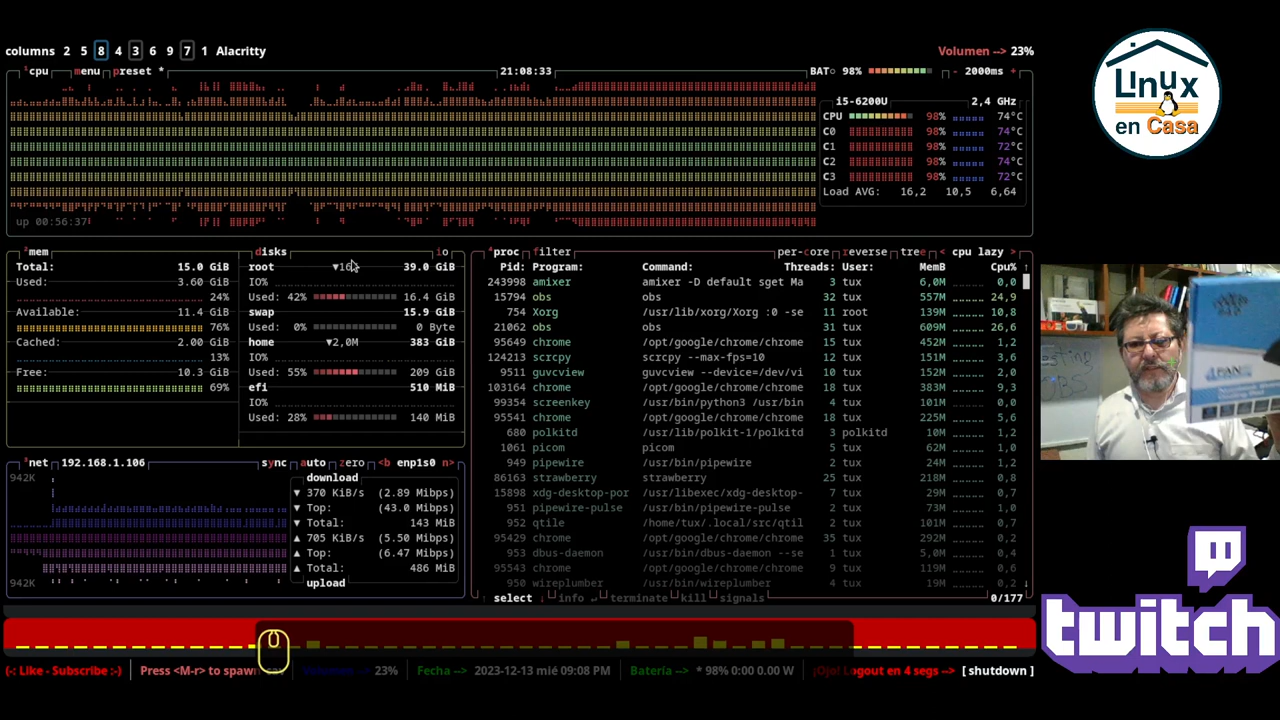 columns 2 5 8 4 3 6 9 7 1 Alacritty
Volumen --> 23%
¹cpu menu preset * 21:08:33 BAT○ 98% - 2000ms +
i5-6200U 2,4 GHz
CPU 98% 74°C
C0 98% 74°C
C1 98% 72°C
C2 98% 74°C
C3 98% 72°C
Load AVG: 16,2 10,5 6,64
up 00:56:37
²mem
Total: 15.0 GiB
Used: 3.60 GiB
24%
Available: 11.4 GiB
76%
Cached: 2.00 GiB
13%
Free: 10.3 GiB
69%
disks io
root 39.0 GiB
IO%
Used: 42% 16.4 GiB
swap 15.9 GiB
Used: 0% 0 Byte
home ▼2,0M 383 GiB
IO%
Used: 55% 209 GiB
efi 510 MiB
IO%
Used: 28% 140 MiB
³net 192.168.1.106 sync auto zero <b enp1s0 n>
942K
download
▼ 370 KiB/s (2.89 Mibps)
▼ Top: (43.0 Mibps)
▼ Total: 143 MiB
▲ 705 KiB/s (5.50 Mibps)
▲ Top: (6.47 Mibps)
▲ Total: 486 MiB
upload
942K
⁴proc filter per-core reverse tree < cpu lazy >
Pid: Program: Command: Threads: User: MemB Cpu% ↑
243998 amixer amixer -D default sget Ma 1 tux 6,0M 0,0
15794 obs obs 32 tux 557M 24,9
754 Xorg /usr/lib/xorg/Xorg :0 -se 11 root 139M 10,8
21062 obs obs 31 tux 609M 26,6
95649 chrome /opt/google/chrome/chrome 15 tux 452M 1,2
124213 scrcpy scrcpy --max-fps=10 12 tux 151M 3,6
9511 guvcview guvcview --device=/dev/vi 10 tux 152M 2,0
103164 chrome /opt/google/chrome/chrome 18 tux 383M 9,3
99354 screenkey /usr/bin/python3 /usr/bin 4 tux 101M 0,0
95541 chrome /opt/google/chrome/chrome 18 tux 225M 5,6
680 polkitd /usr/lib/polkit-1/polkitd 3 polkitd 10M 1,2
1061 picom picom 5 tux 62M 1,2
949 pipewire /usr/bin/pipewire 2 tux 24M 1,2
86163 strawberry strawberry 25 tux 218M 0,8
15898 xdg-desktop-por /usr/libexec/xdg-desktop- 7 tux 29M 0,7
951 pipewire-pulse /usr/bin/pipewire-pulse 2 tux 73M 1,0
952 qtile /home/tux/.local/src/qtil 2 tux 101M 0,7
95429 chrome /opt/google/chrome/chrome 35 tux 292M 0,2
953 dbus-daemon /usr/bin/dbus-daemon --se 1 tux 5,0M 0,4
95543 chrome /opt/google/chrome/chrome 9 tux 119M 0,6
950 wireplumber /usr/bin/wireplumber 2 tux 19M 0,2 ↓
↑ select ↓ info ↵ terminate kill signals 0/177
(-: Like - Subscribe :-) Press <M-r> to spawn 23% Fecha --> 2023-12-13 mié 09:08 PM Batería --> * 98% 0:00 0.00 W ¡Ojo! Logout en 4 segs --> [ shutdown ]
LInux
en Casa
twitch